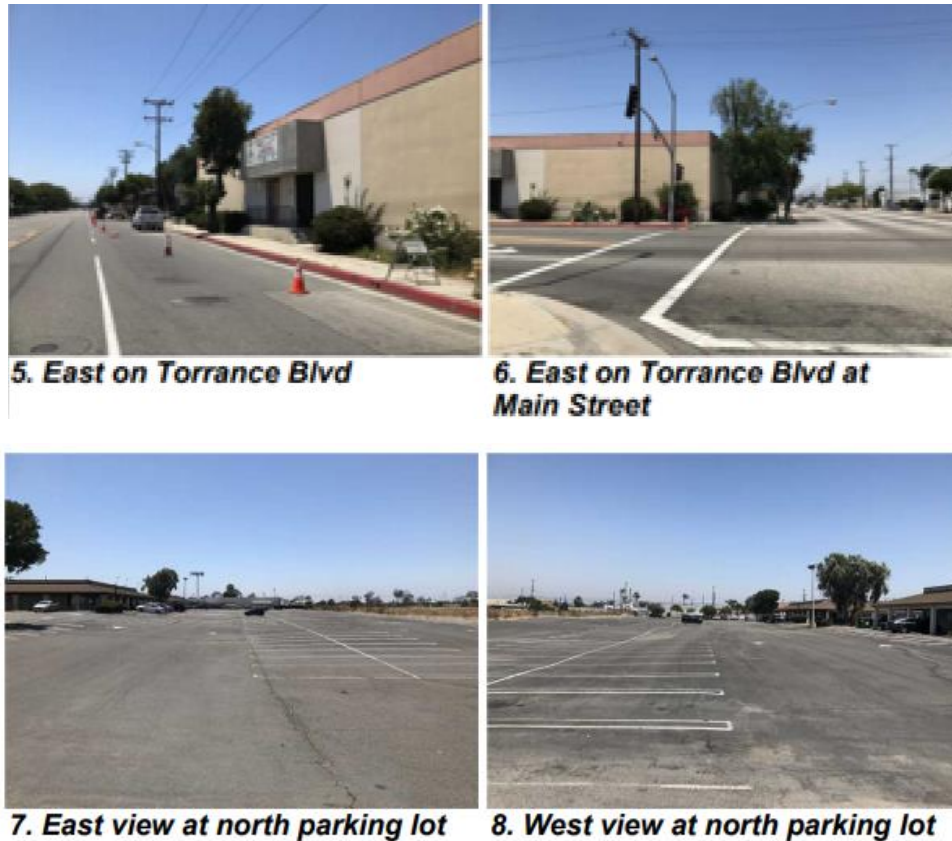 5. East on Torrance Blvd
6. East on Torrance Blvd at
Main Street
7. East view at north parking lot
8. West view at north parking lot